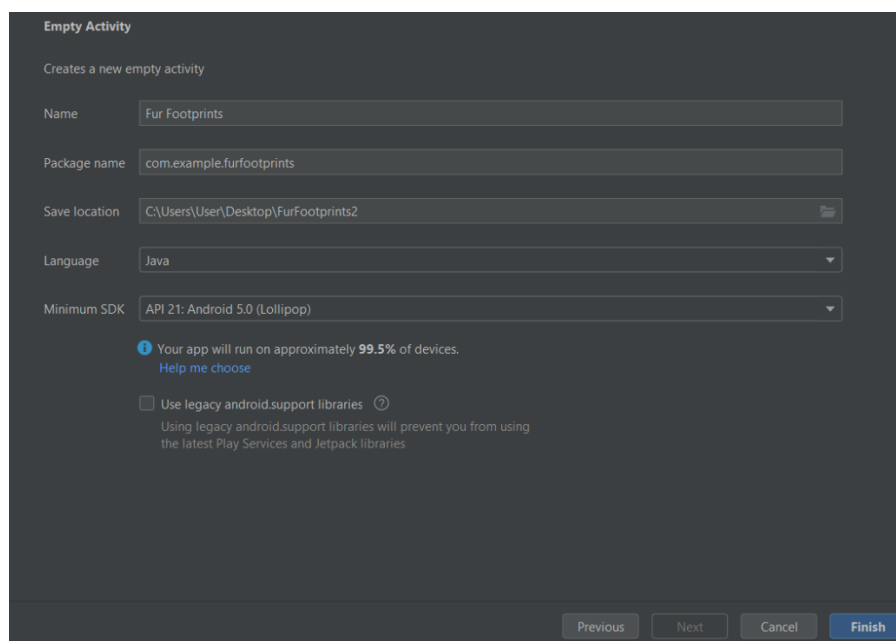 Empty Activity
Creates a new empty activity
Name Fur Footprints
Package name com.example.furfootprints
Save location C:\Users\User\Desktop\FurFootprints2
Language Java
Minimum SDK API 21: Android 5.0 (Lollipop)
Your app will run on approximately 99.5% of devices.
Help me choose
Use legacy android.support libraries ?
Using legacy android.support libraries will prevent you from using
the latest Play Services and Jetpack libraries
Previous Next Cancel Finish